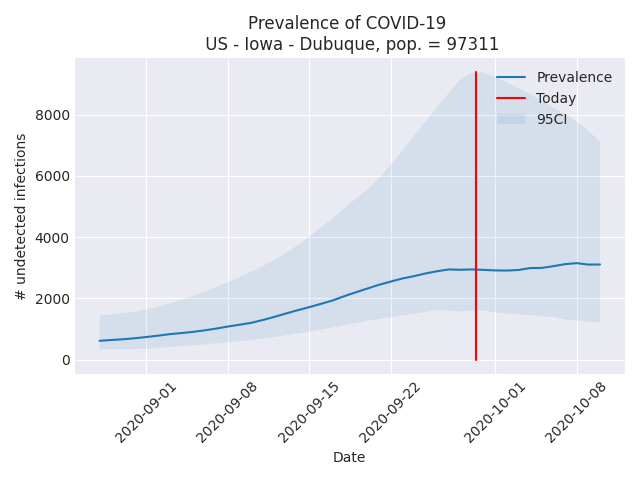 Prevalence of COVID-19
US - Iowa - Dubuque, pop. = 97311
Prevalence
Today
95CI
# undetected infections
8000
6000
4000
2000
0
2020-09-01
2020-09-08
2020-09-15
2020-09-22
2020-10-01
2020-10-08
Date